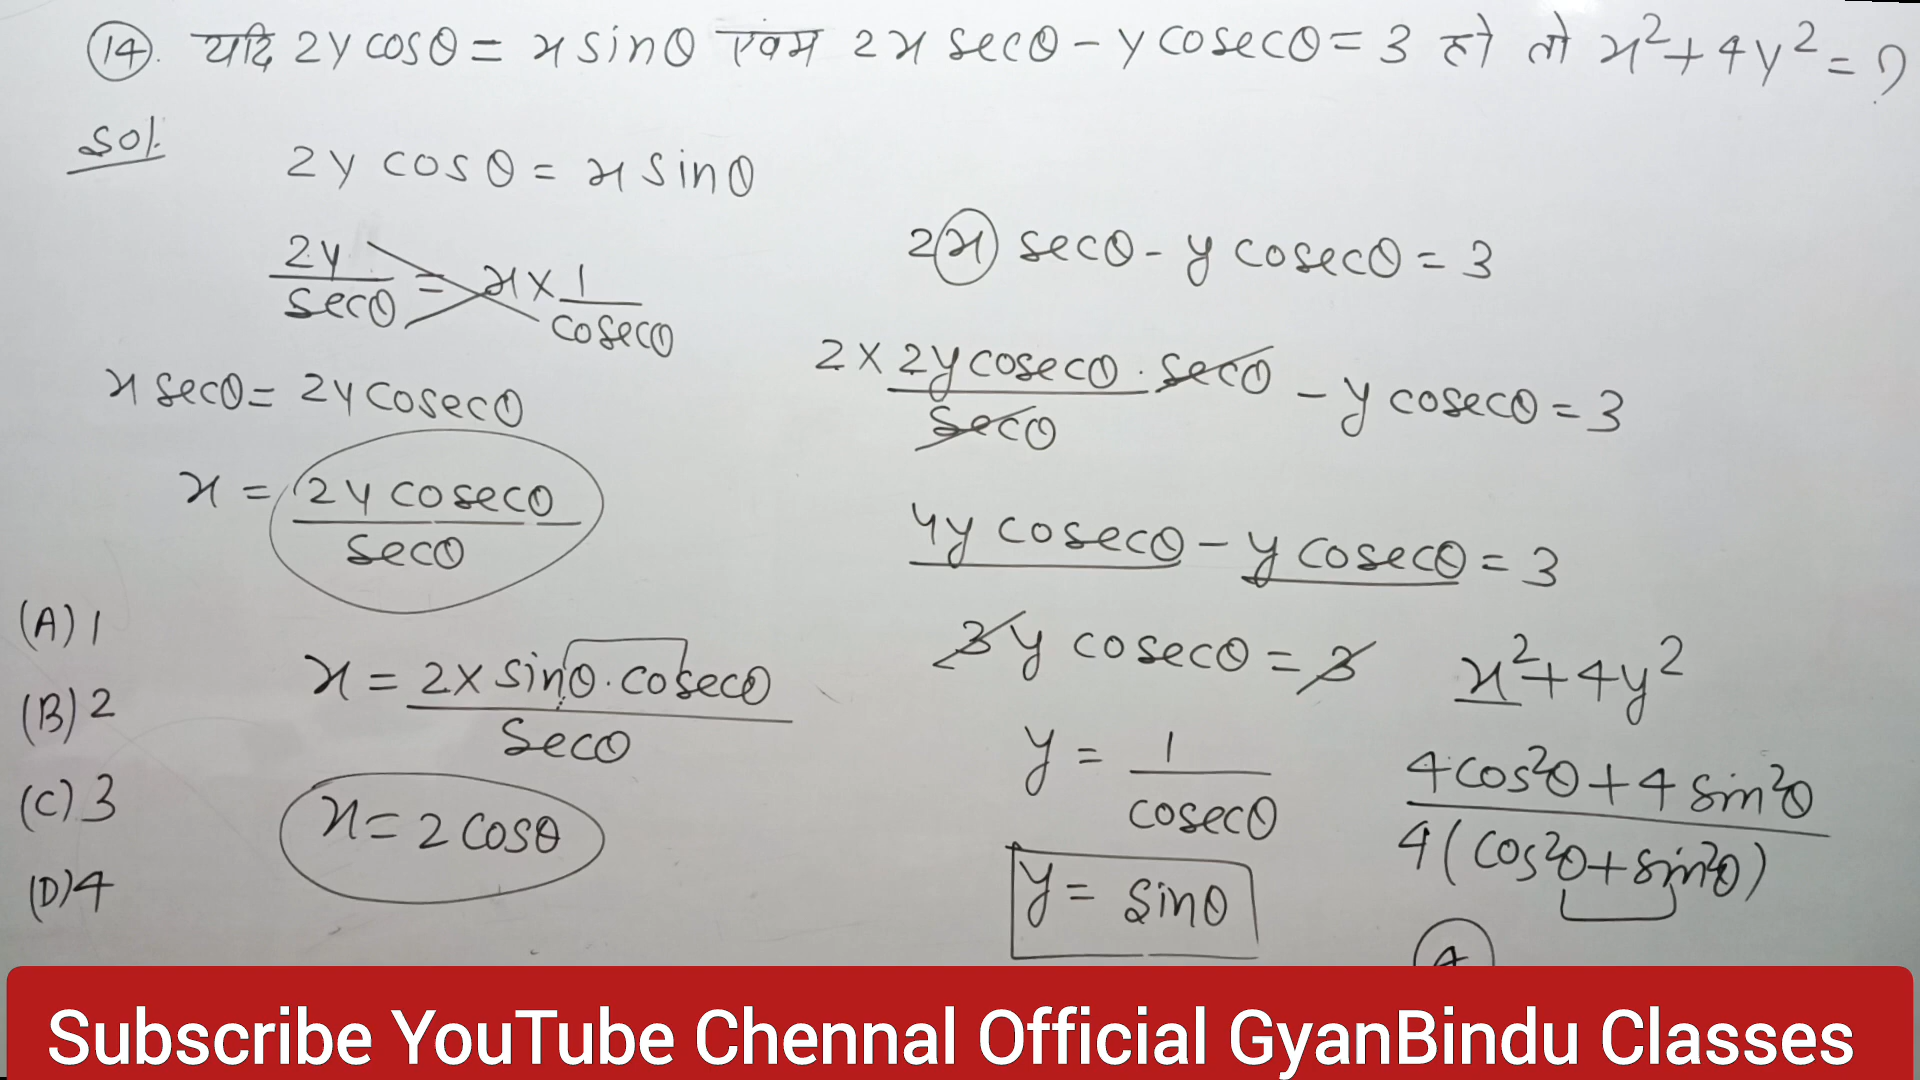 (14). यदि 2y cosθ = x sinθ एवम 2x secθ - y cosecθ = 3 हो तो x²+4y² = ?
Sol.
2y cosθ = x sinθ
2y/secθ = x × 1/cosecθ
x secθ = 2y cosecθ
x = 2y cosecθ/secθ
(A) 1
(B) 2
(C) 3
(D) 4
x = 2 × sinθ . cosecθ/secθ
x = 2 cosθ
2x secθ - y cosecθ = 3
2 × 2y cosecθ . secθ/secθ - y cosecθ = 3
4y cosecθ - y cosecθ = 3
3y cosecθ = 3
y = 1/cosecθ
y = sinθ
x²+4y²
4cos²θ + 4 sin²θ
4(cos²θ + sin²θ)
Subscribe YouTube Chennal Official GyanBindu Classes